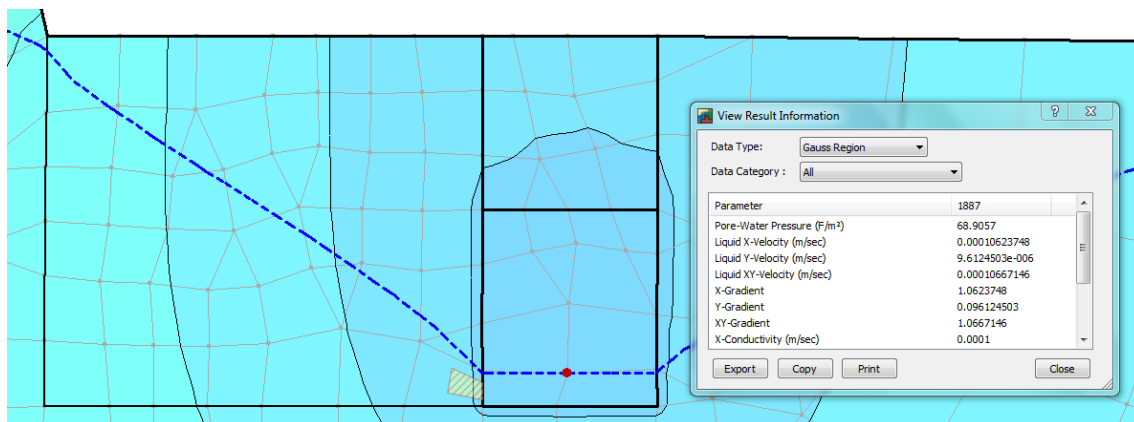 View Result Information
Data Type: Gauss Region
Data Category : All
Parameter 1887
Pore-Water Pressure (F/m²) 68.9057
Liquid X-Velocity (m/sec) 0.00010623748
Liquid Y-Velocity (m/sec) 9.6124503e-006
Liquid XY-Velocity (m/sec) 0.00010667146
X-Gradient 1.0623748
Y-Gradient 0.096124503
XY-Gradient 1.0667146
X-Conductivity (m/sec) 0.0001
Export Copy Print Close